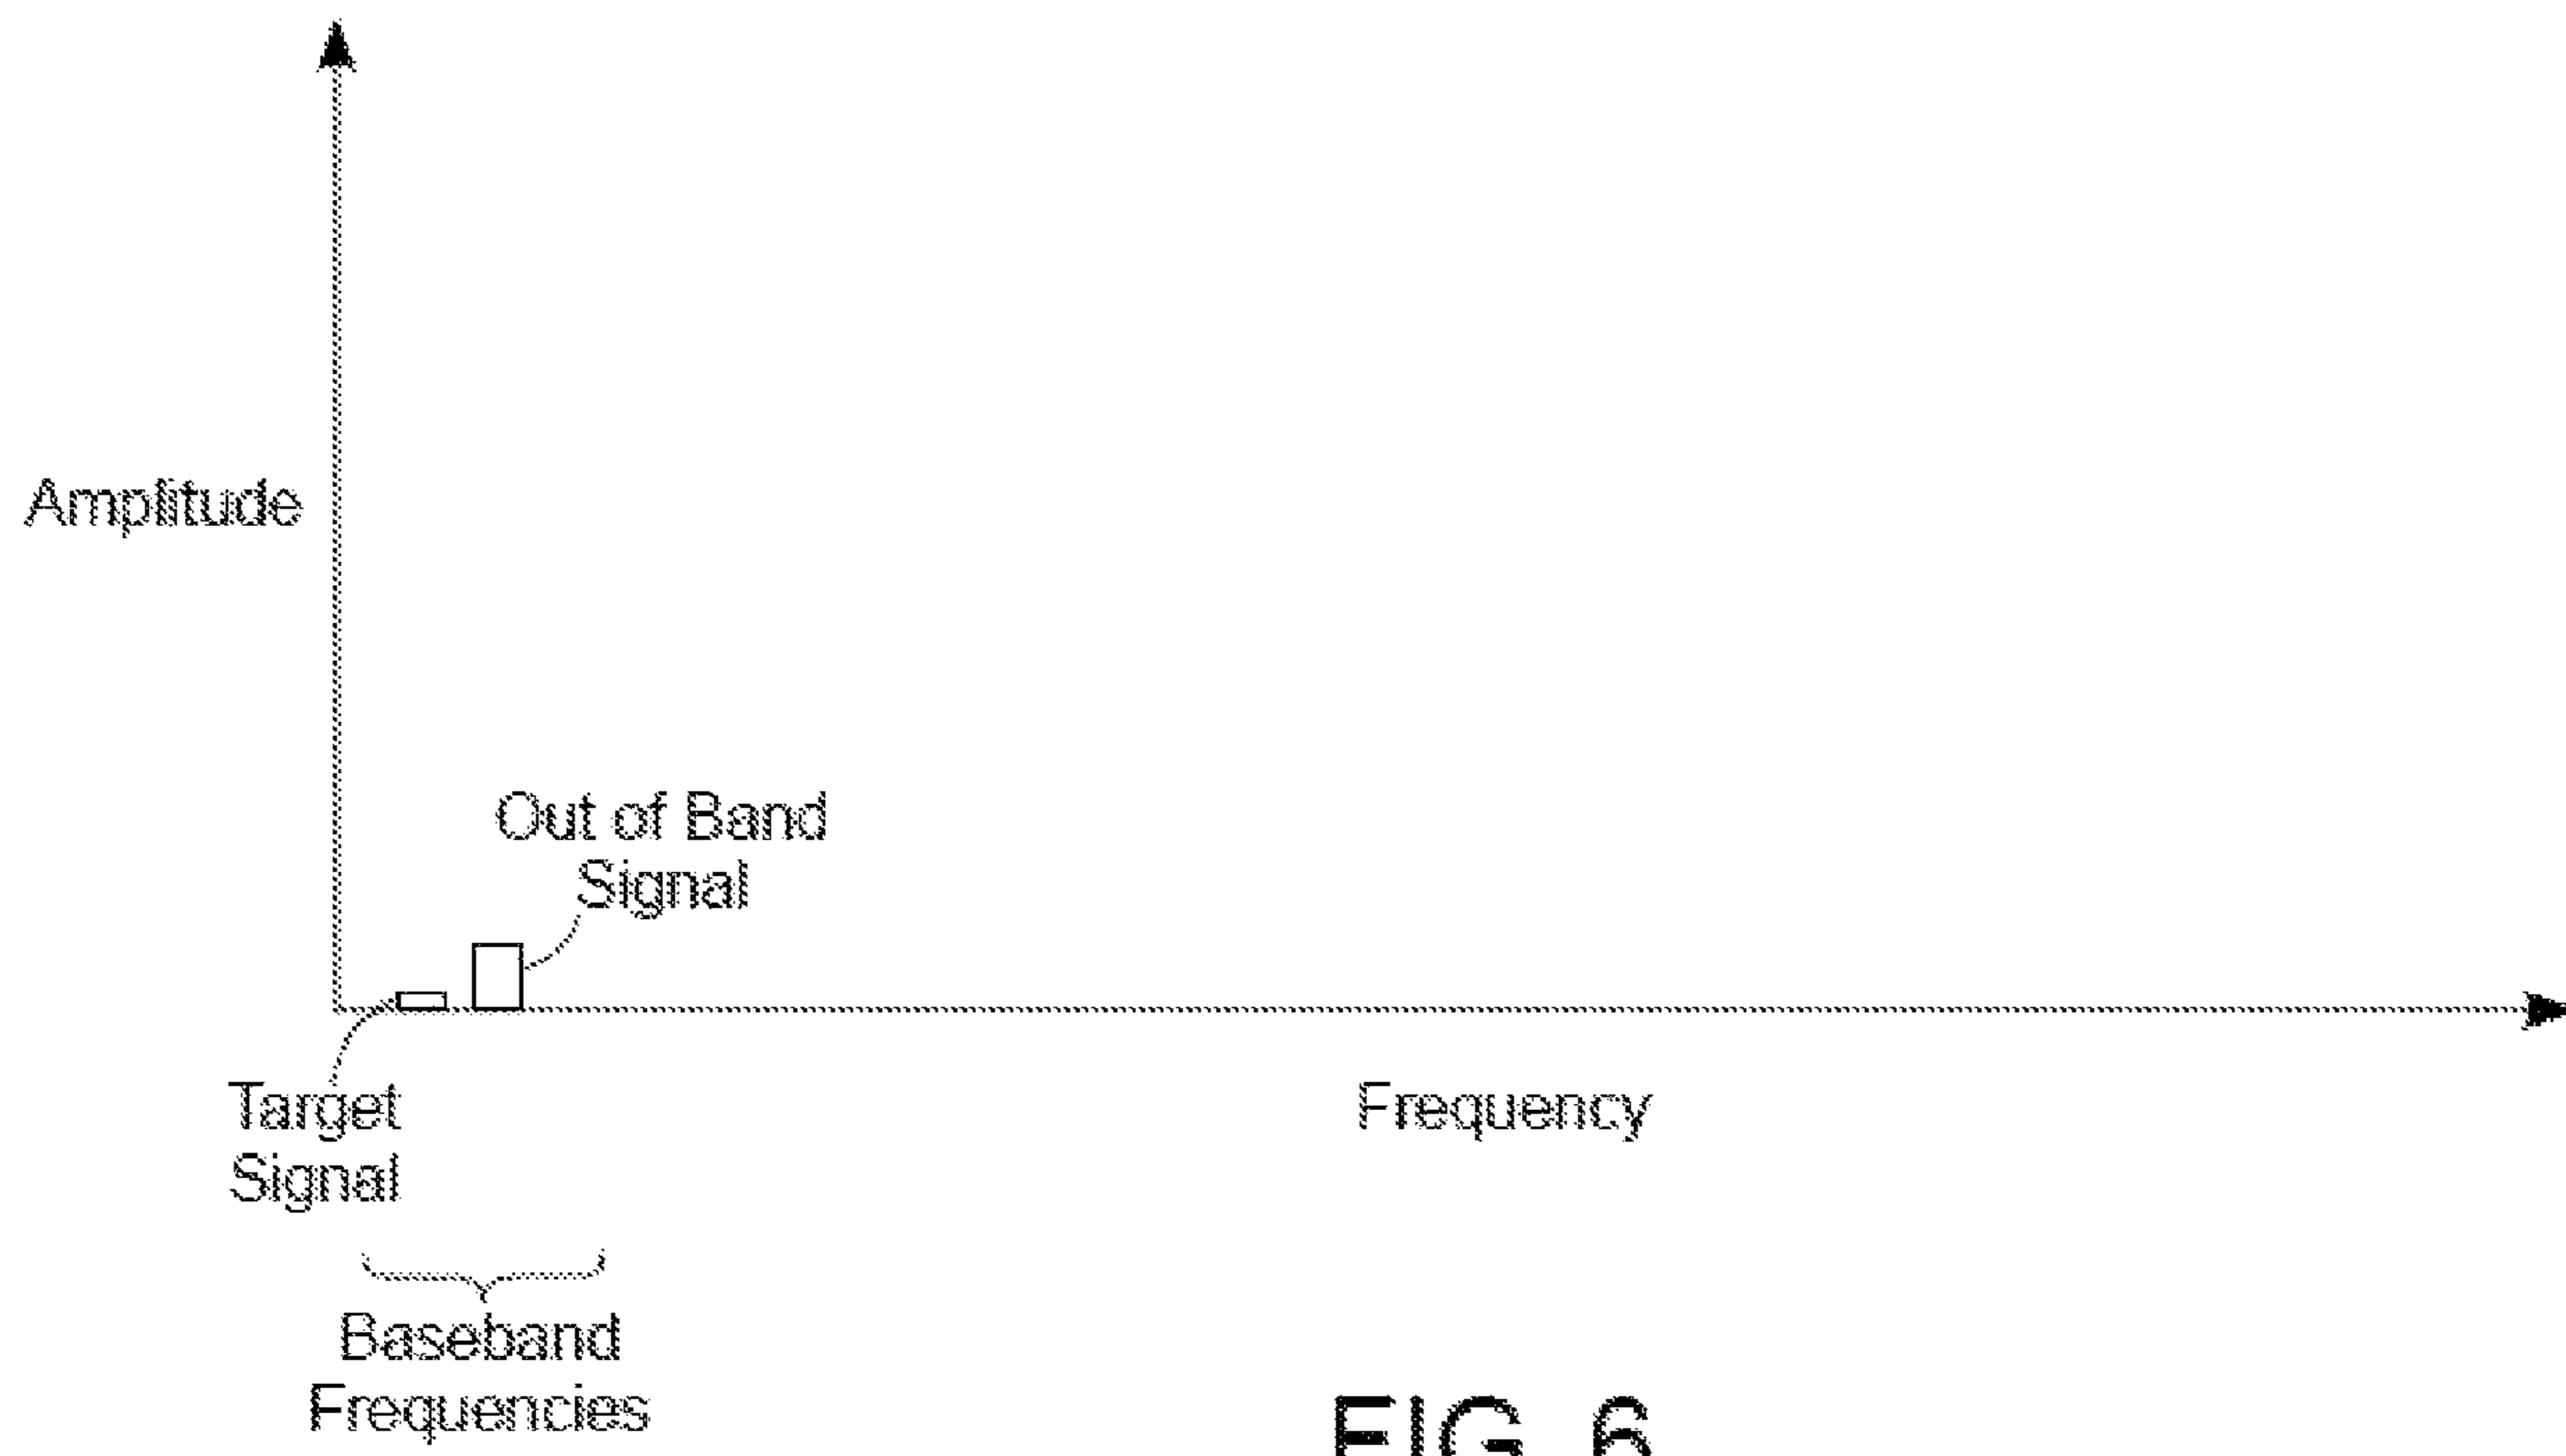 Amplitude
Out of Band
Signal
Target
Signal
Frequency
Baseband
Frequencies
FIG. 6